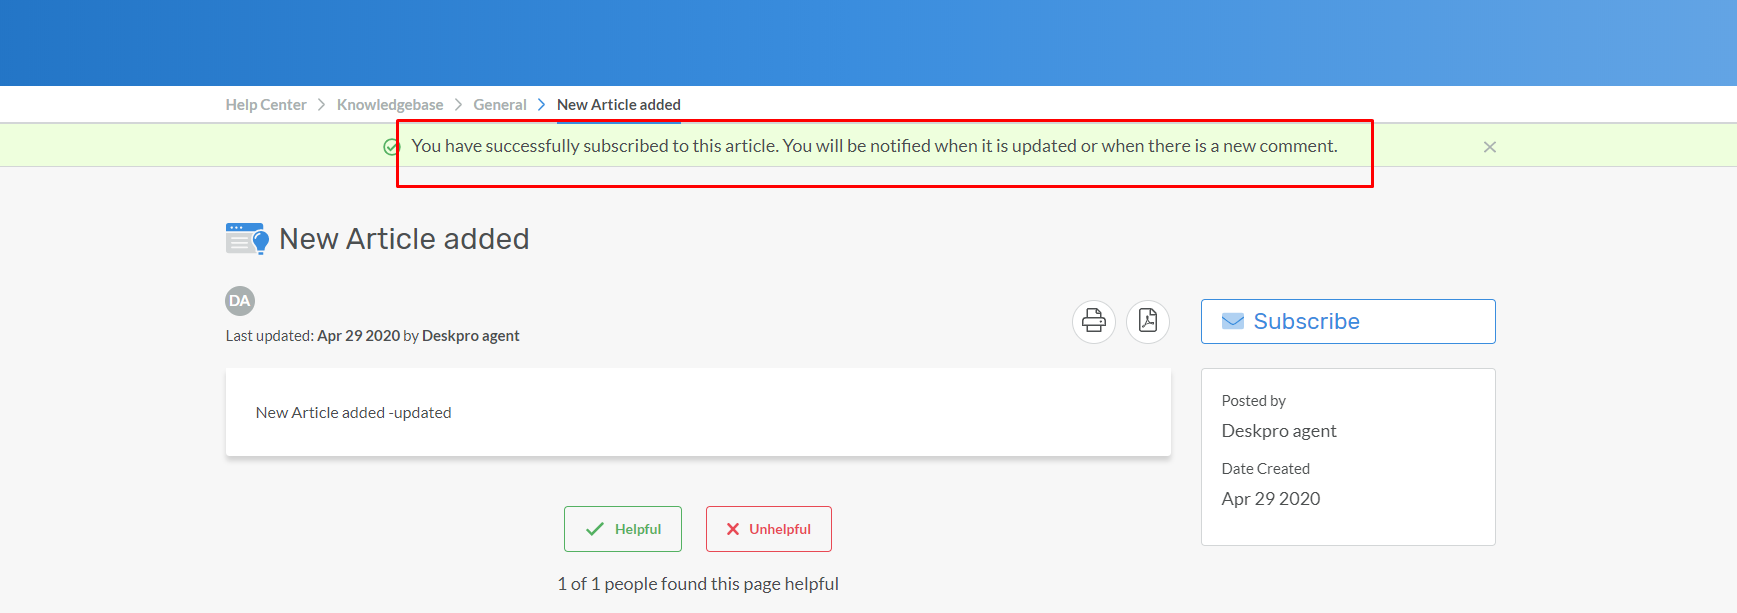 Help Center > Knowledgebase > General > New Article added
You have successfully subscribed to this article. You will be notified when it is updated or when there is a new comment.
New Article added
DA
Last updated: Apr 29 2020 by Deskpro agent
Subscribe
New Article added -updated
Posted by
Deskpro agent
Date Created
Apr 29 2020
Helpful
Unhelpful
1 of 1 people found this page helpful